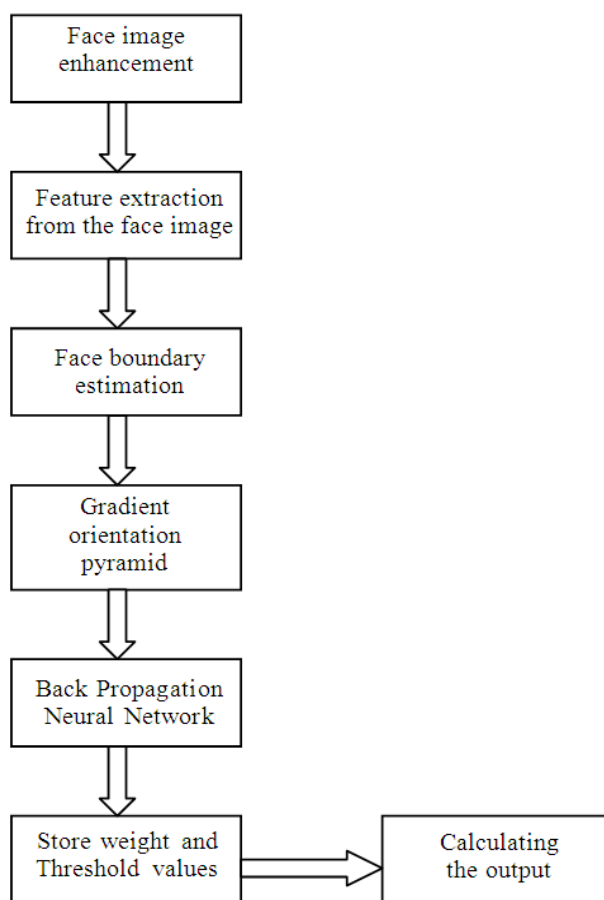 Face image
enhancement
Feature extraction
from the face image
Face boundary
estimation
Gradient
orientation
pyramid
Back Propagation
Neural Network
Store weight and
Threshold values
Calculating
the output